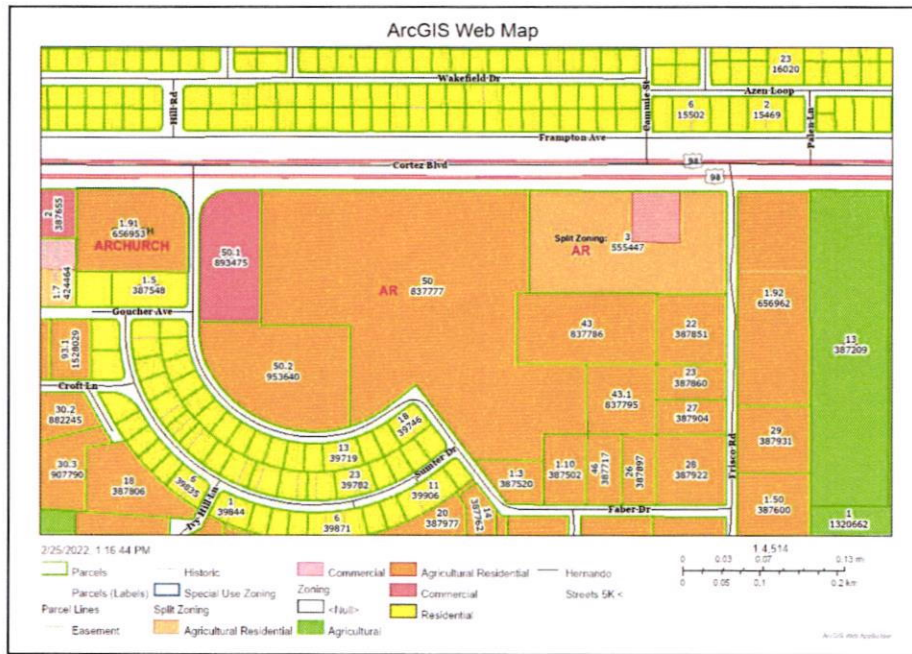 ArcGIS Web Map
Wakefield Dr
23
16020
Azen Loop
Hill Rd
Cammie St
6
15502
2
15469
Palen Ln
Frampton Ave
Cortez Blvd
98
98
2
387655
1.91
656953
ARCHURCH
50.1
893475
Split Zoning:
3
555447
AR
AR
50
837777
1.7
424464
1.5
387548
Goucher Ave
43
837786
22
387851
1.92
656962
13
387209
93.1
1528029
50.2
953640
43.1
837795
23
387860
27
387904
Croft Ln
30.2
882245
18
39746
13
39719
29
387931
30.3
907790
18
387806
6
39835
23
39782
Sumter Dr
11
39906
1.3
387520
1.10
387502
46
387717
26
387897
28
387922
Frisco Rd
1.50
387600
1
39844
Ivy Hill Ln
6
39871
20
387977
14
387762
Faber Dr
1
1320662
2/25/2022, 1:16:44 PM
Parcels
Parcels (Labels)
Parcel Lines
Easement
Historic
Special Use Zoning
Split Zoning
Agricultural Residential
Commercial
Zoning
<Null>
Agricultural
Agricultural Residential
Commercial
Residential
Hernando
Streets 5K <
1:4,514
0 0.03 0.07 0.13 mi
0 0.05 0.1 0.2 km
ArcGIS Web Application